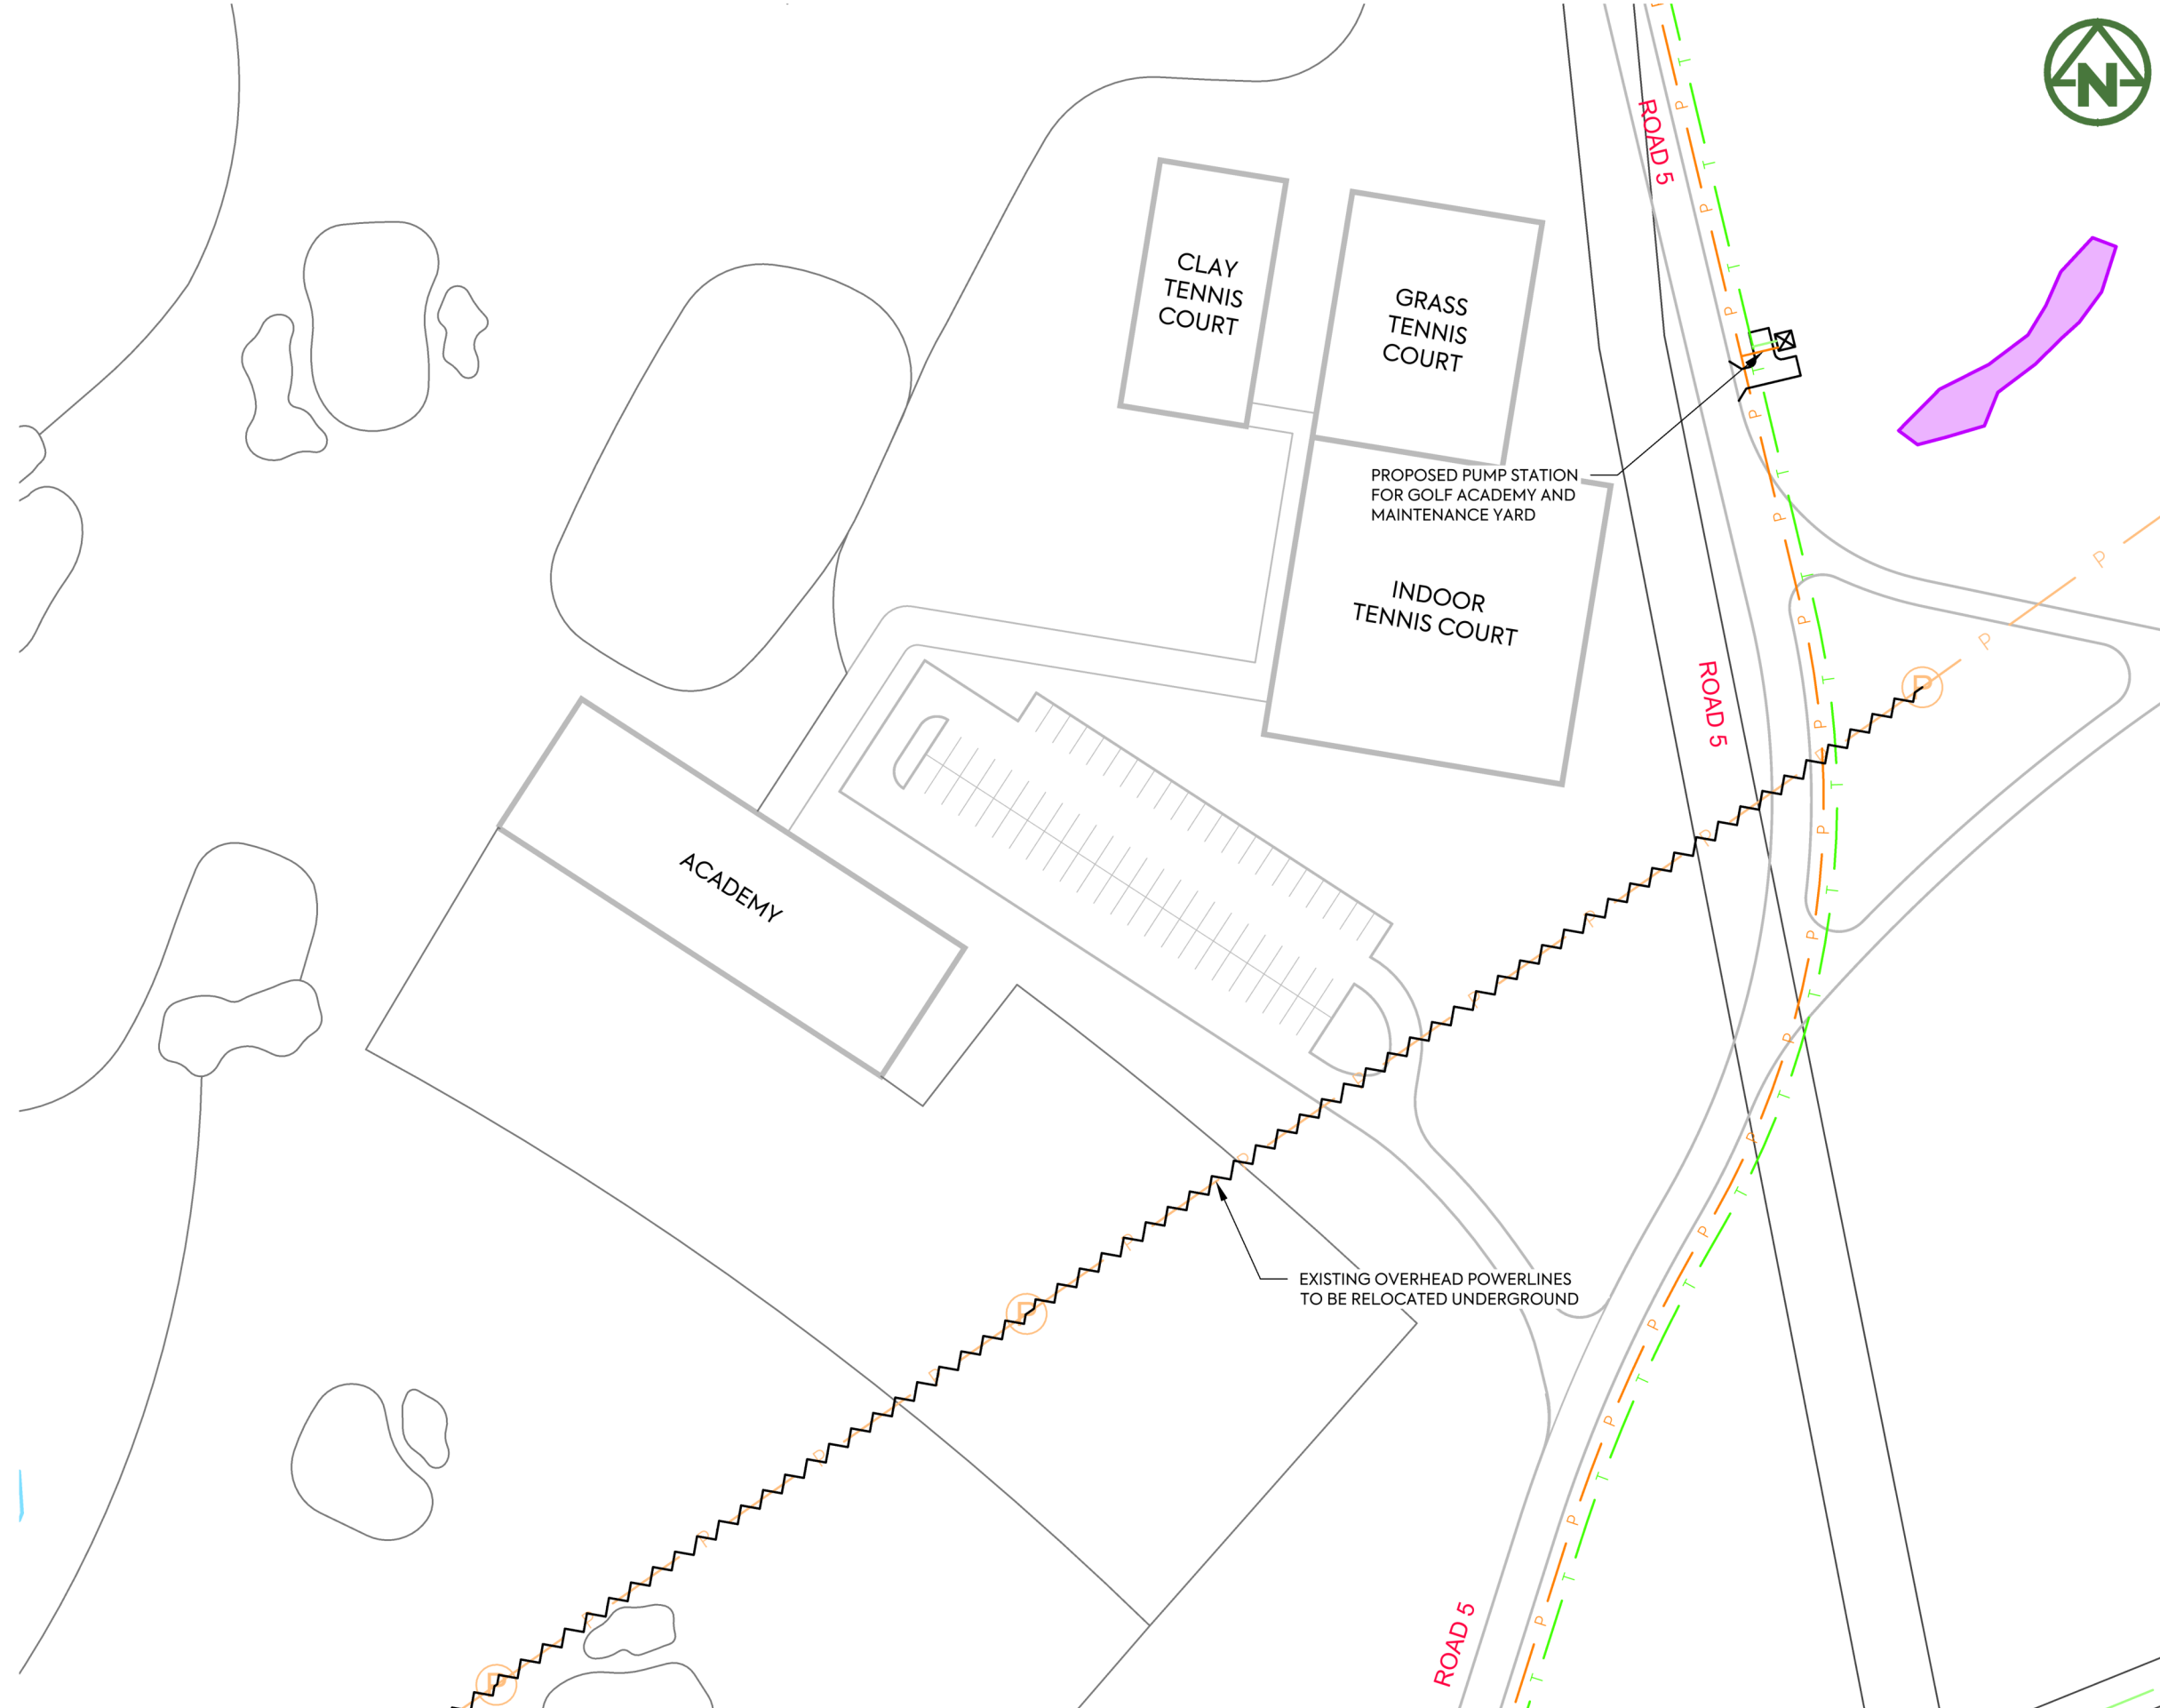 N
ROAD 5
CLAY
TENNIS
COURT
GRASS
TENNIS
COURT
PROPOSED PUMP STATION
FOR GOLF ACADEMY AND
MAINTENANCE YARD
INDOOR
TENNIS COURT
ROAD 5
P
ACADEMY
EXISTING OVERHEAD POWERLINES
TO BE RELOCATED UNDERGROUND
P
ROAD 5
P